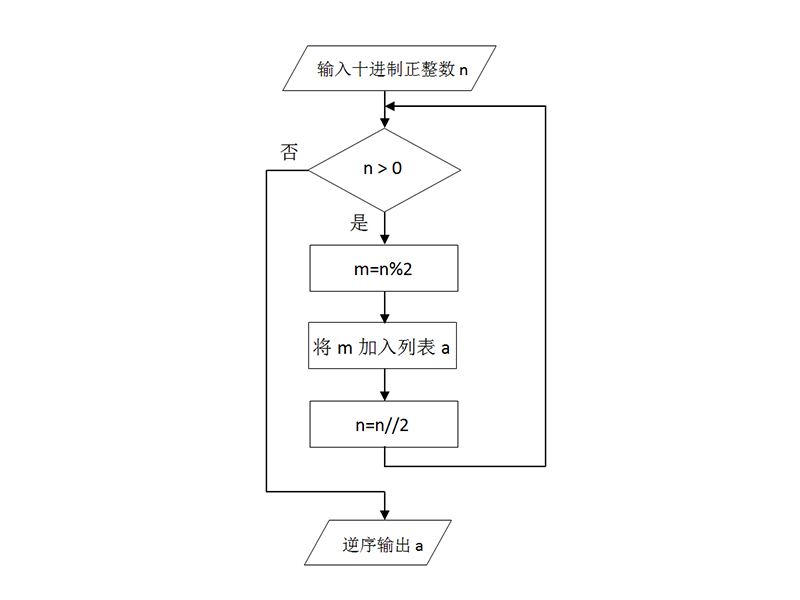 输入十进制正整数 n
否
n > 0
是
m=n%2
将 m 加入列表 a
n=n//2
逆序输出 a